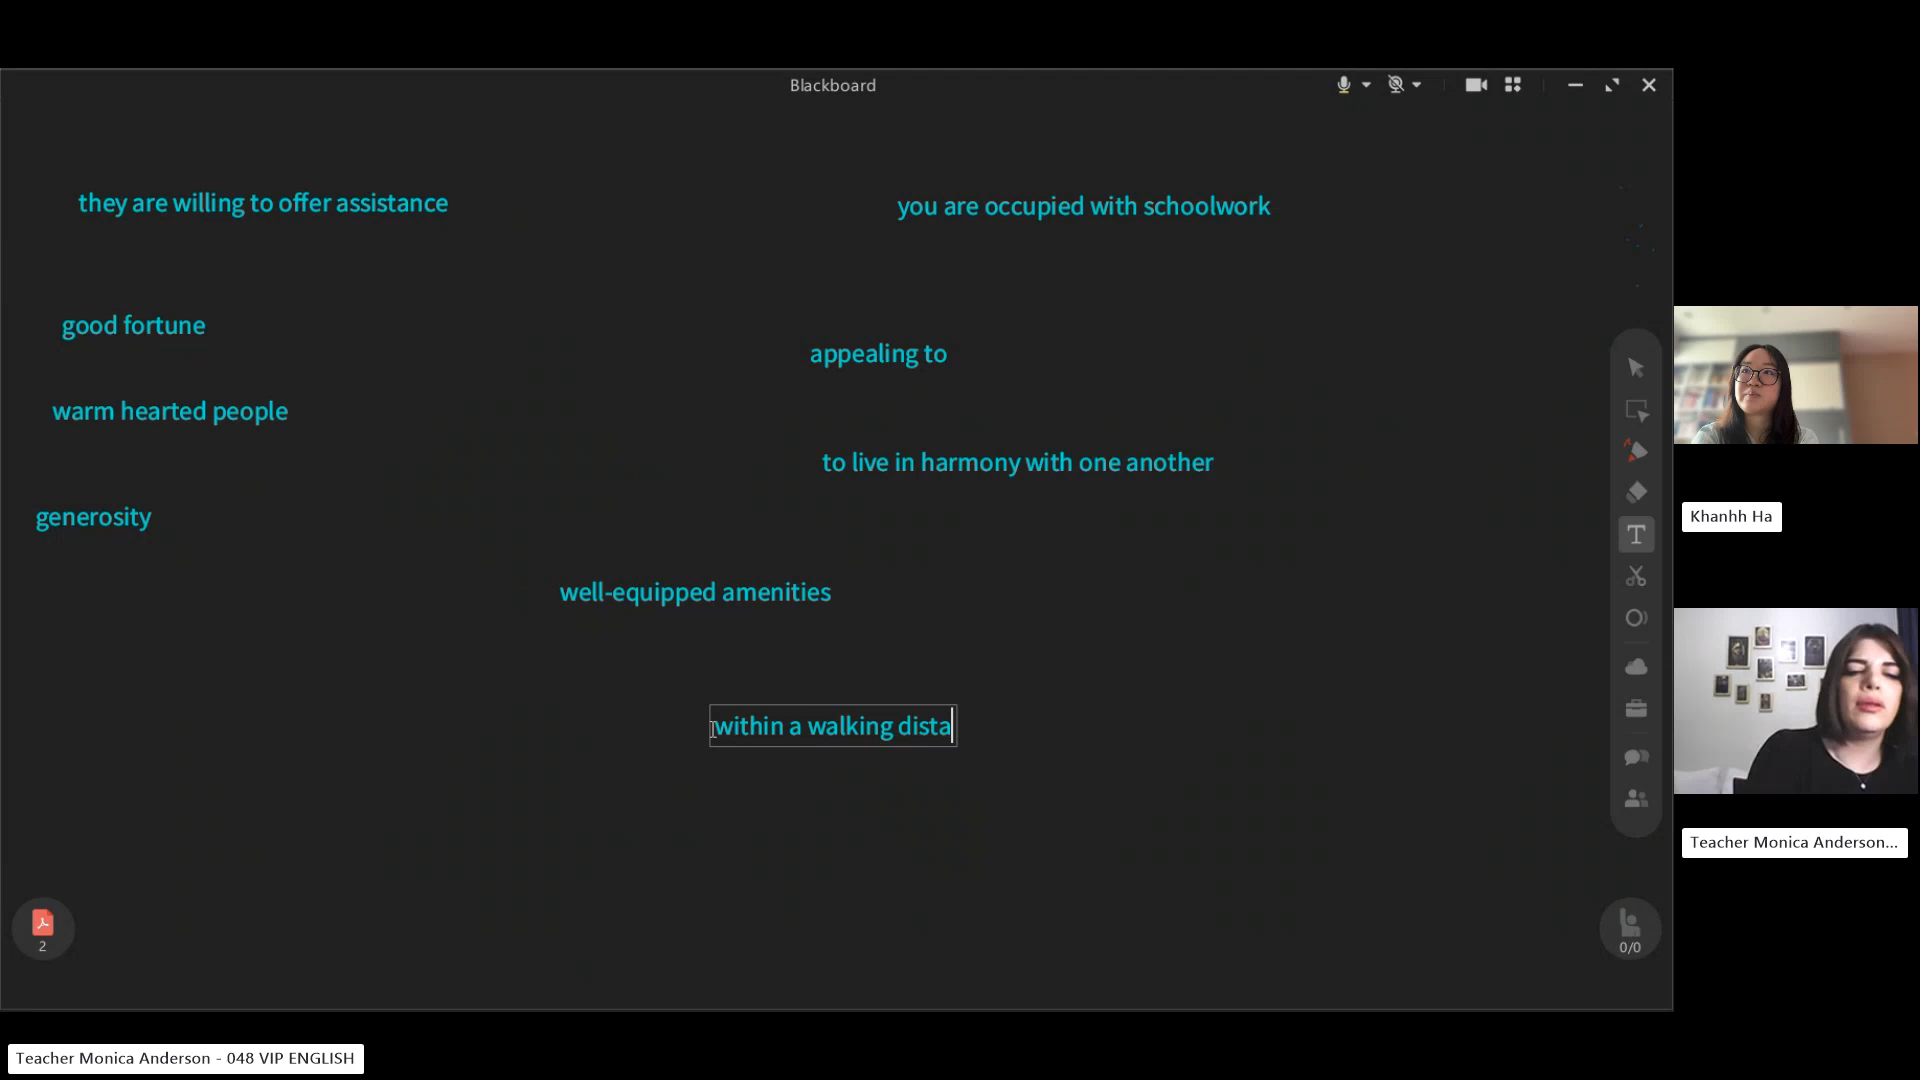 Blackboard
they are willing to offer assistance
you are occupied with schoolwork
good fortune
appealing to
warm hearted people
to live in harmony with one another
generosity
Khanhh Ha
well-equipped amenities
within a walking dista
Teacher Monica Anderson...
2
0/0
Teacher Monica Anderson - 048 VIP ENGLISH